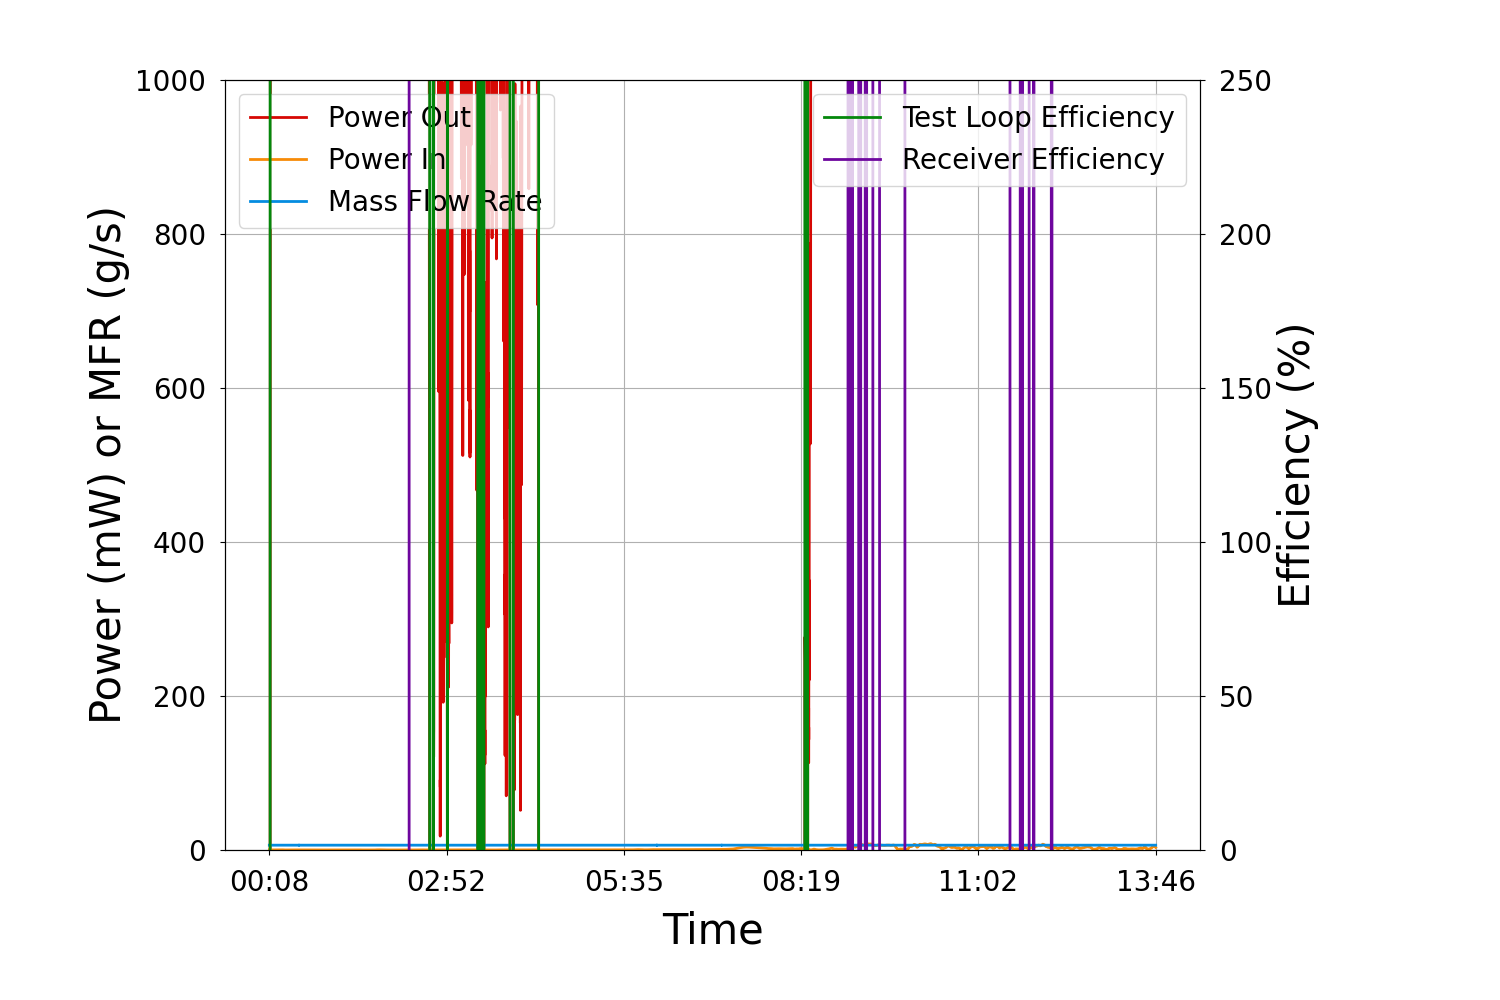 1000
800
600
400
200
0
Power (mW) or MFR (g/s)
Power Out
Power In
Mass Flow Rate
Test Loop Efficiency
Receiver Efficiency
250
200
150
100
50
0
Efficiency (%)
00:08 02:52 05:35 08:19 11:02 13:46
Time